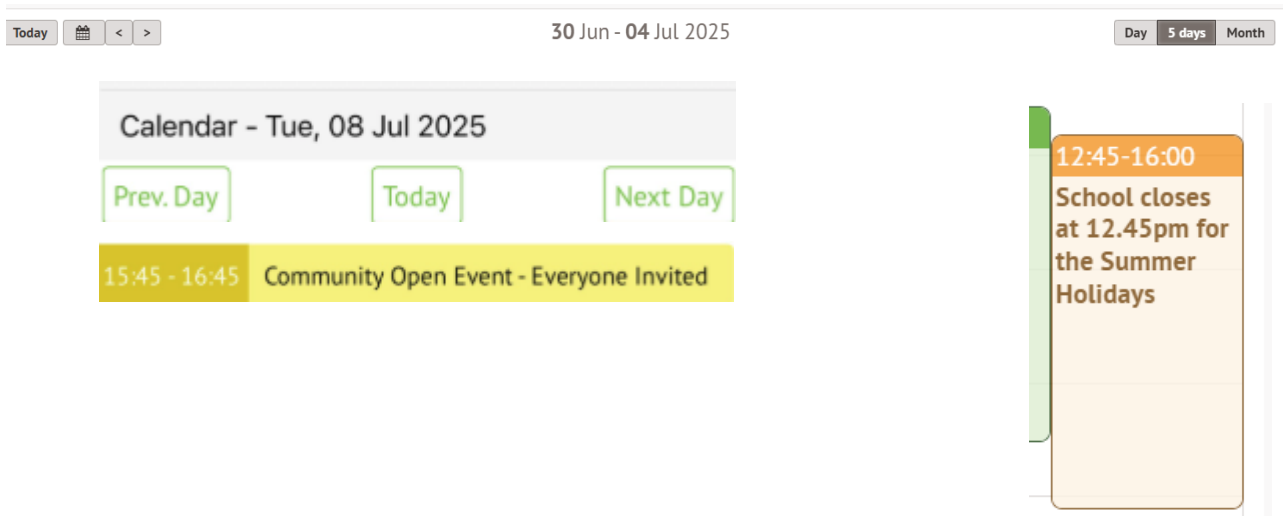 Today < > 30 Jun - 04 Jul 2025 Day 5 days Month
Calendar - Tue, 08 Jul 2025
Prev. Day Today Next Day
15:45 - 16:45 Community Open Event - Everyone Invited
12:45-16:00
School closes
at 12.45pm for
the Summer
Holidays